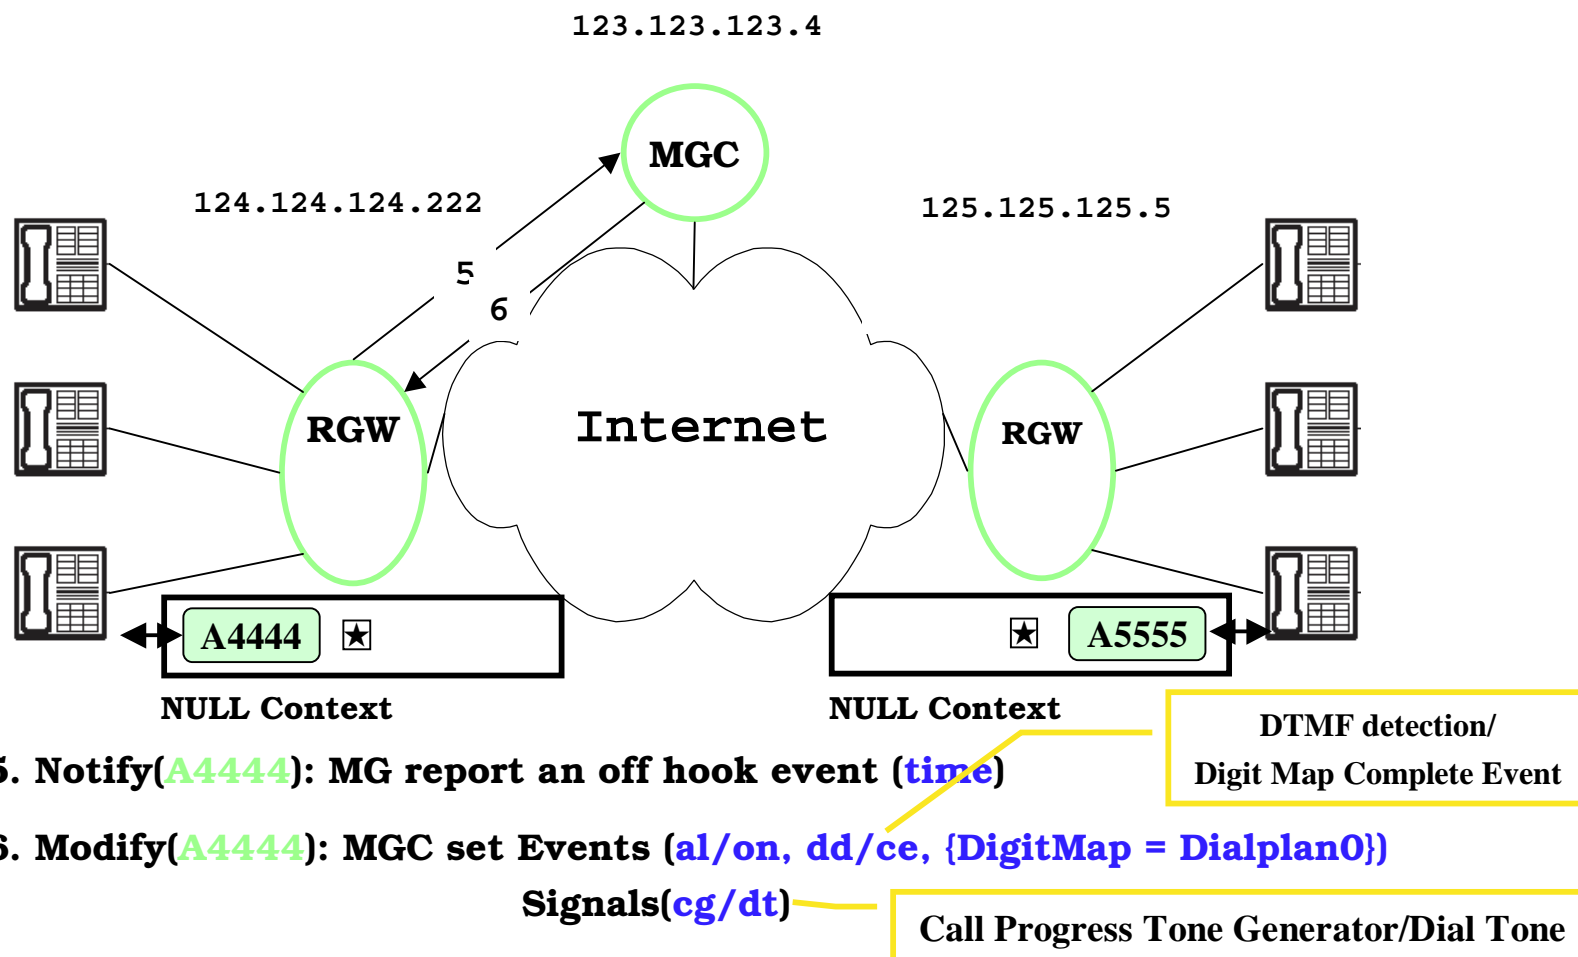 123.123.123.4
MGC
124.124.124.222
125.125.125.5
5
6
RGW
Internet
RGW
A4444
A5555
NULL Context
NULL Context
DTMF detection/
Digit Map Complete Event
5. Notify(A4444): MG report an off hook event (time)
6. Modify(A4444): MGC set Events (al/on, dd/ce, {DigitMap = Dialplan0})
Signals(cg/dt)
Call Progress Tone Generator/Dial Tone